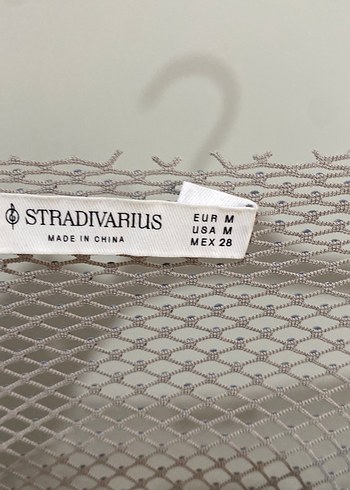 STRADIVARIUS
MADE IN CHINA
EUR M
USA M
MEX 28